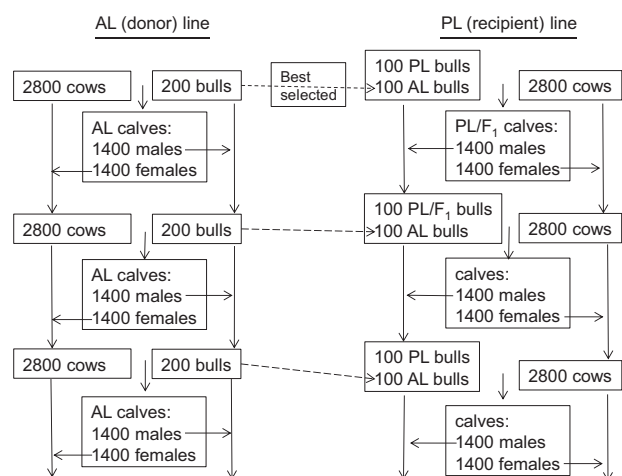 AL (donor) line
PL (recipient) line
2800 cows
200 bulls
Best
selected
100 PL bulls
100 AL bulls
2800 cows
AL calves:
1400 males
1400 females
PL/F1 calves:
1400 males
1400 females
2800 cows
200 bulls
100 PL/F1 bulls
100 AL bulls
2800 cows
AL calves:
1400 males
1400 females
calves:
1400 males
1400 females
2800 cows
200 bulls
100 PL bulls
100 AL bulls
2800 cows
AL calves:
1400 males
1400 females
calves:
1400 males
1400 females